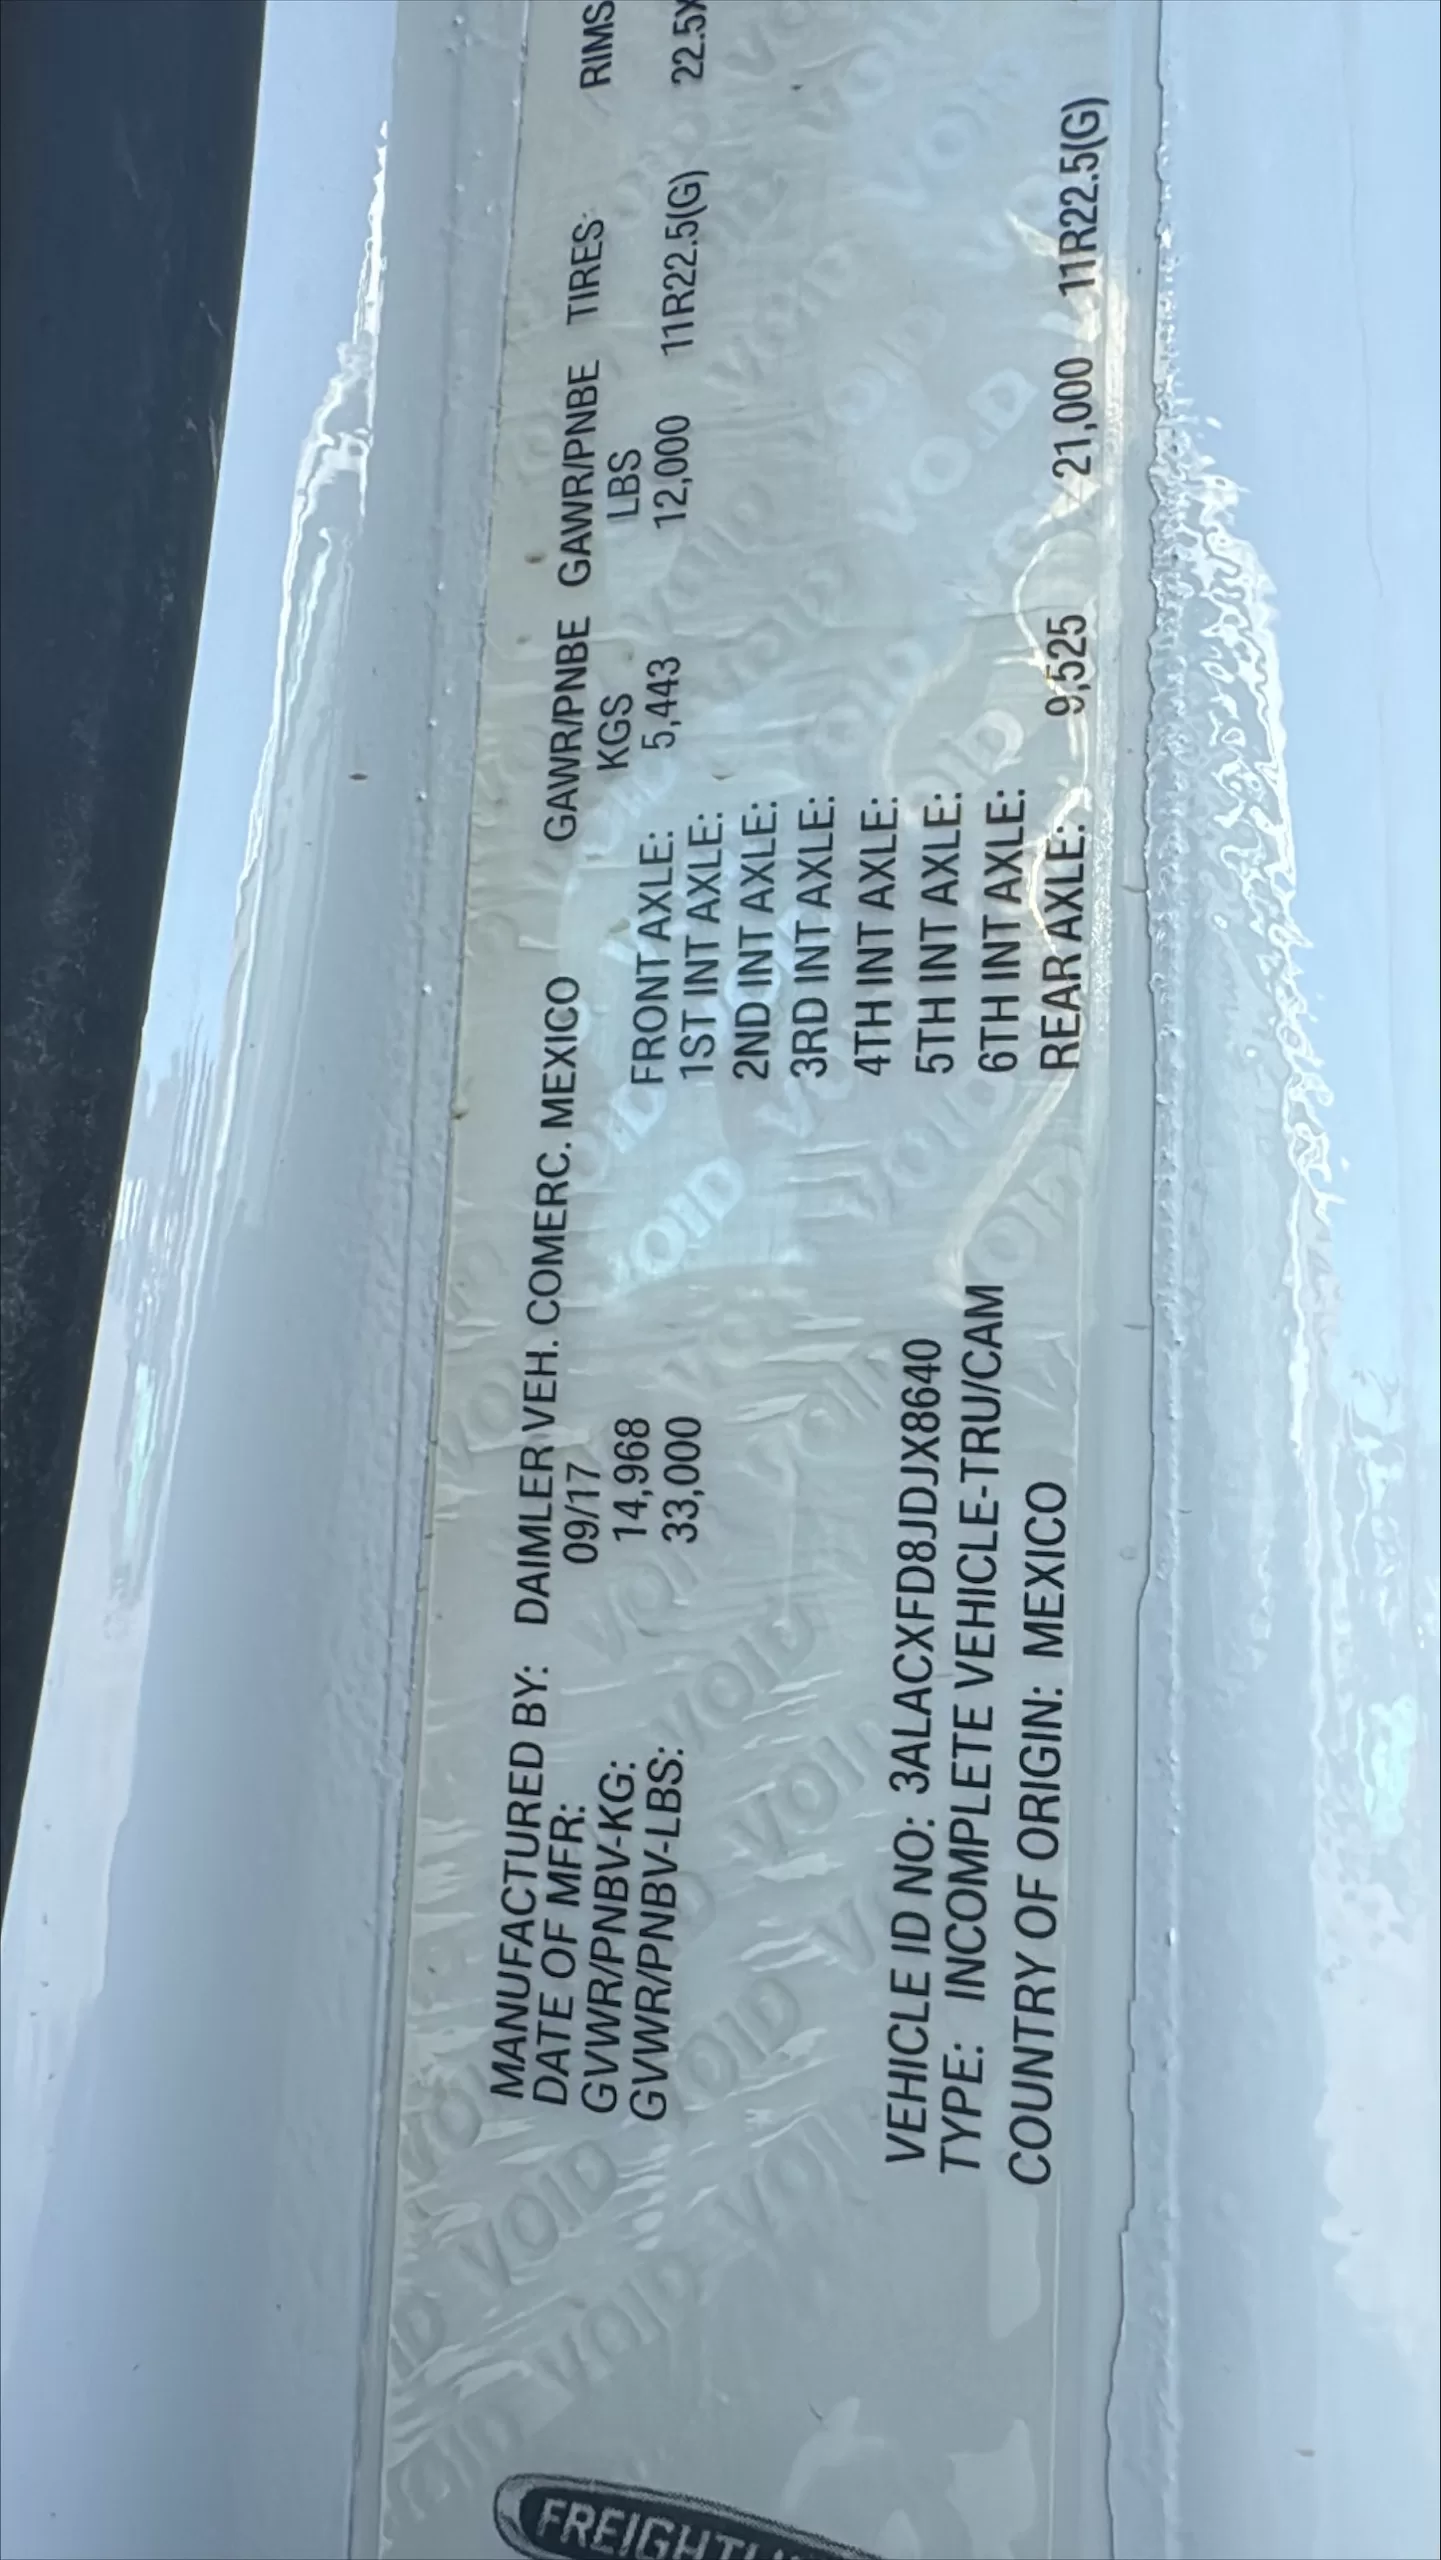 FREIGHTLI
MANUFACTURED BY: DAIMLER VEH. COMERC. MEXICO
DATE OF MFR: 09/17
GVWR/PNBV-KG: 14,968
GVWR/PNBV-LBS: 33,000
VEHICLE ID NO: 3ALACXFD8JDJX8640
TYPE: INCOMPLETE VEHICLE-TRU/CAM
COUNTRY OF ORIGIN: MEXICO
GAWR/PNBE GAWR/PNBE TIRES: RIMS
KGS LBS
FRONT AXLE: 5,443 12,000 11R22.5(G) 22.5X
1ST INT AXLE:
2ND INT AXLE:
3RD INT AXLE:
4TH INT AXLE:
5TH INT AXLE:
6TH INT AXLE:
REAR AXLE: 9,525 21,000 11R22.5(G)